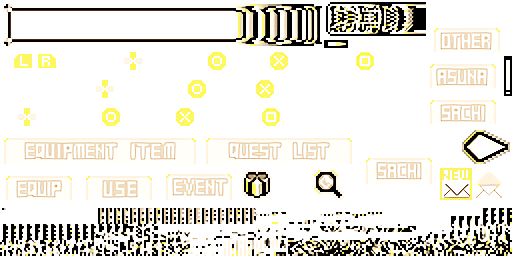 OTHER
L R
ASUNA
SACHI
EQUIPMENT ITEM
QUEST LIST
SACHI
EQUIP
USE
EVENT
NEW